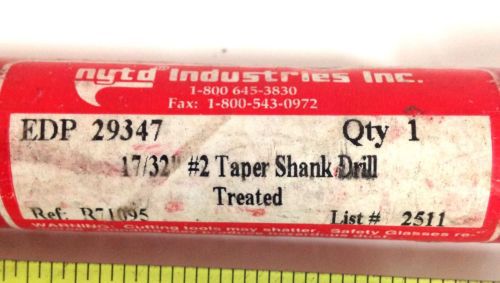 nytd Industries Inc.
1-800 645-3830
Fax: 1-800-543-0972
EDP 29347 Qty 1
17/32" #2 Taper Shank Drill
Treated
Ref: R71095 List # 2511
WARNING: Cutting tools may shatter. Safety Glasses